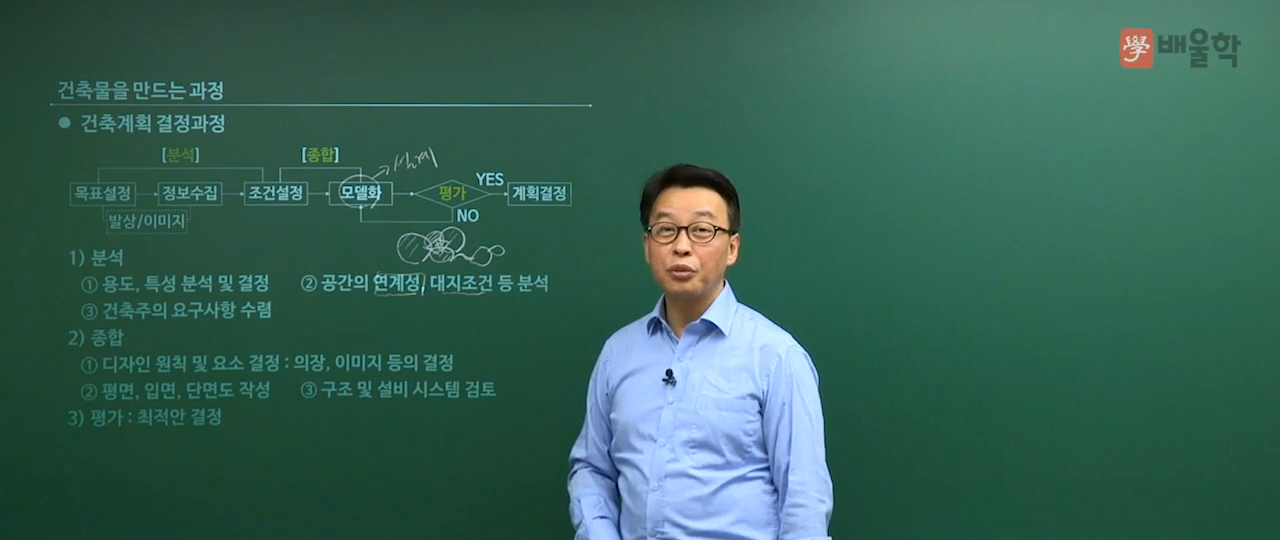 學 배울학
건축물을 만드는 과정
● 건축계획 결정과정
[분석] [종합] 설계
목표설정 정보수집 조건설정 모델화 평가 YES 계획결정
발상/이미지 NO
1) 분석
① 용도, 특성 분석 및 결정 ② 공간의 연계성, 대지조건 등 분석
③ 건축주의 요구사항 수렴
2) 종합
① 디자인 원칙 및 요소 결정 : 의장, 이미지 등의 결정
② 평면, 입면, 단면도 작성 ③ 구조 및 설비 시스템 검토
3) 평가 : 최적안 결정